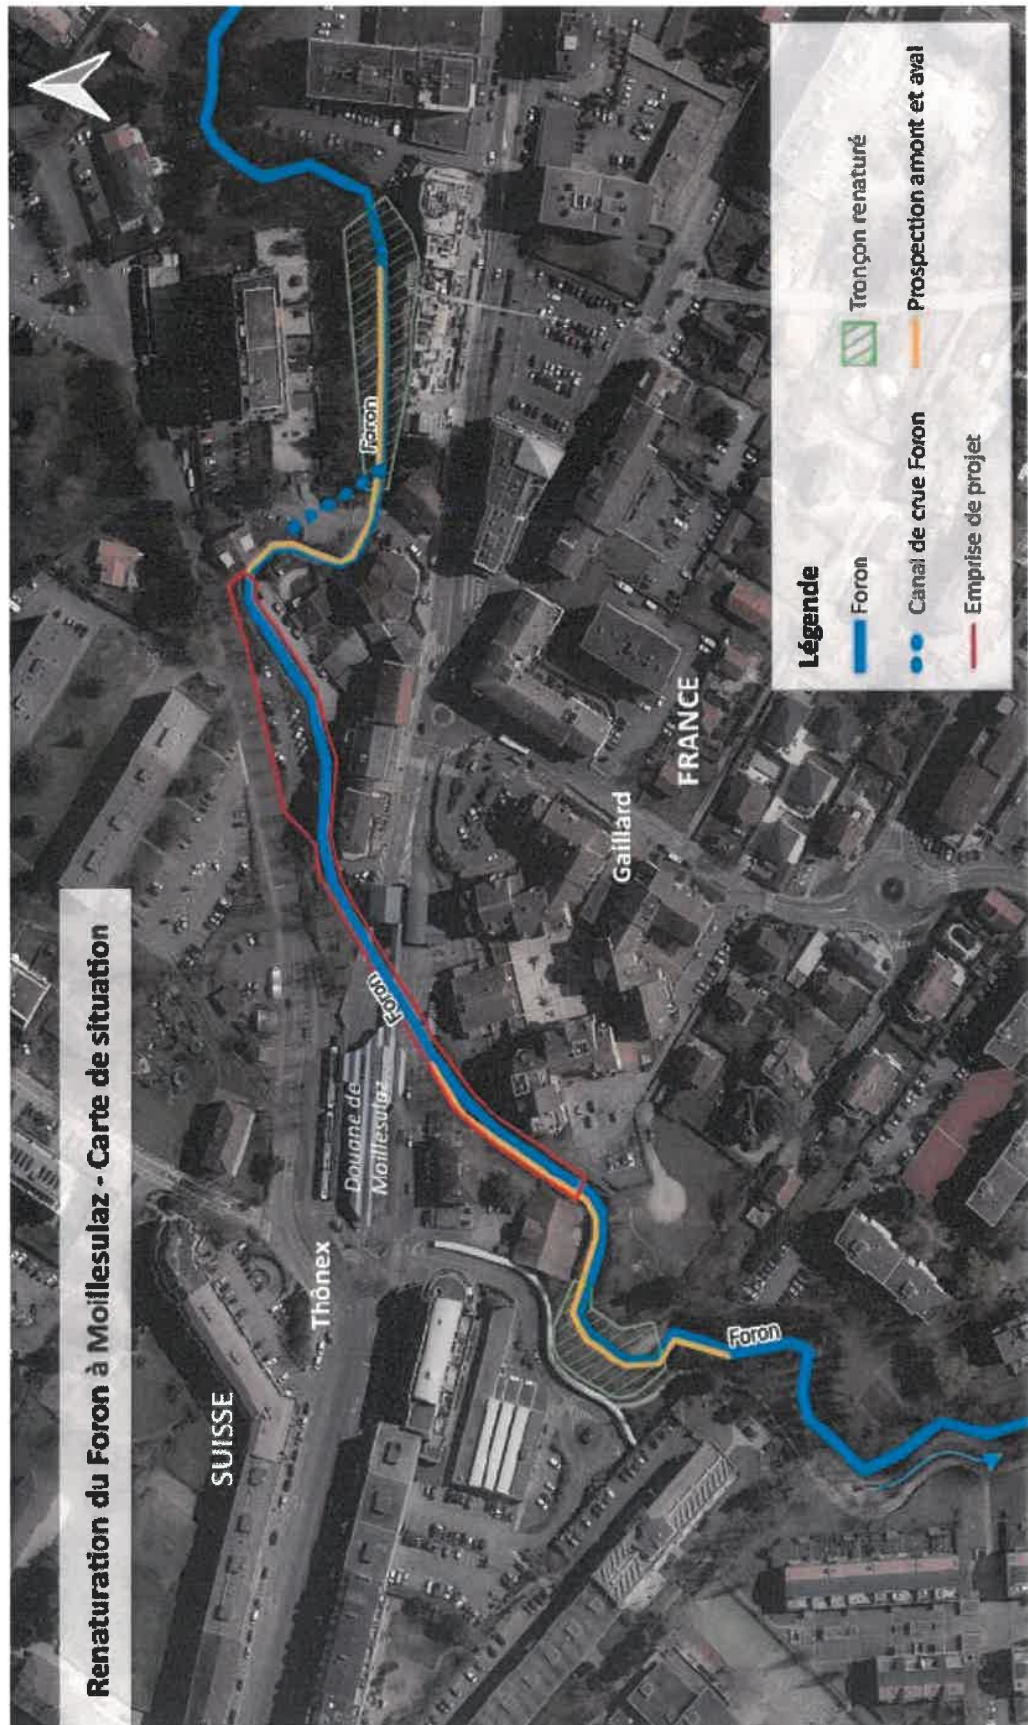 Renaturation du Foron à Moillesulaz - Carte de situation
SUISSE
Thônex
Douane de
Moillesulaz
Foron
Foron
Foron
Gaillard
FRANCE
Légende
Foron
Tronçon renaturé
Canal de crue Foron
Prospection amont et aval
Emprise de projet